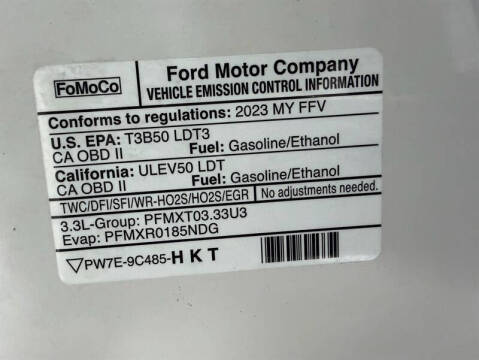 FoMoCo
Ford Motor Company
VEHICLE EMISSION CONTROL INFORMATION
Conforms to regulations: 2023 MY FFV
U.S. EPA: T3B50 LDT3
CA OBD II Fuel: Gasoline/Ethanol
California: ULEV50 LDT
CA OBD II Fuel: Gasoline/Ethanol
TWC/DFI/SFI/WR-HO2S/HO2S/EGR No adjustments needed.
3.3L-Group: PFMXT03.33U3
Evap: PFMXR0185NDG
PW7E-9C485-HKT